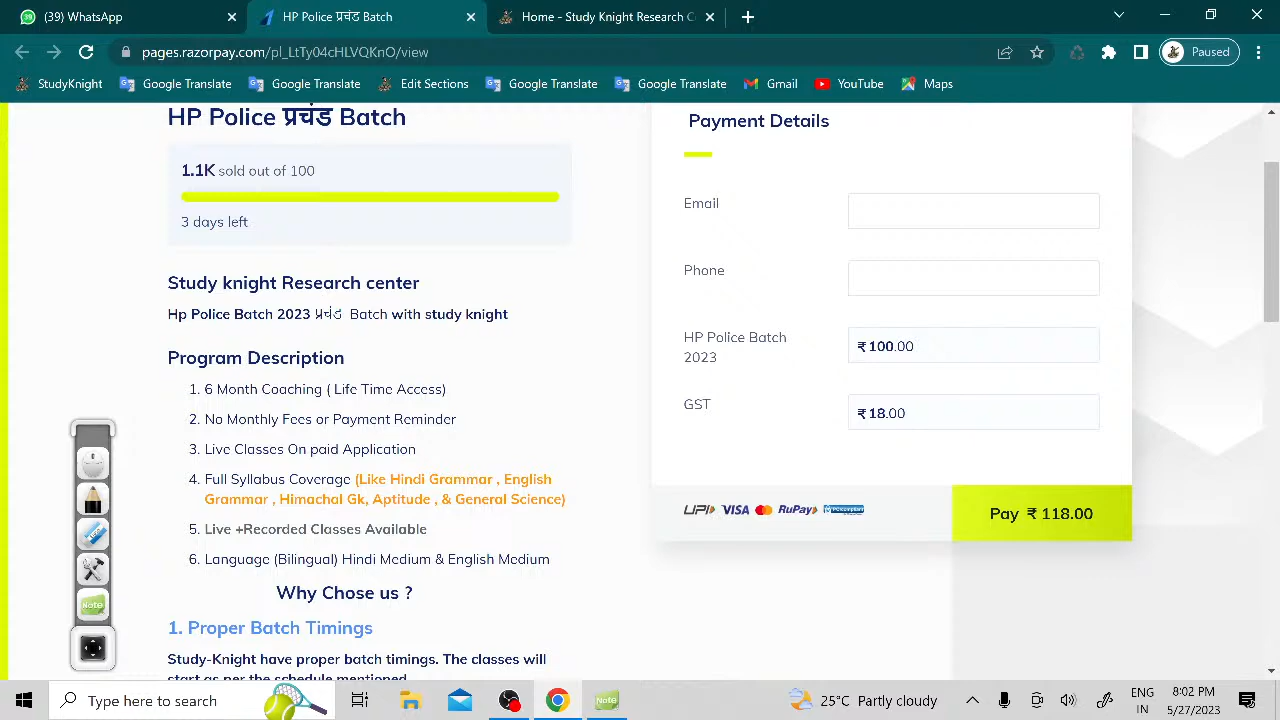 (39) WhatsApp
HP Police प्रचंड Batch
Home - Study Knight Research C
pages.razorpay.com/pl_LtTy04cHLVQKnO/view
Paused
StudyKnight
Google Translate
Google Translate
Edit Sections
Google Translate
Google Translate
Gmail
YouTube
Maps
HP Police प्रचंड Batch
1.1K sold out of 100
3 days left
Study knight Research center
Hp Police Batch 2023 प्रचंड Batch with study knight
Program Description
1. 6 Month Coaching ( Life Time Access)
2. No Monthly Fees or Payment Reminder
3. Live Classes On paid Application
4. Full Syllabus Coverage (Like Hindi Grammar , English
Grammar , Himachal Gk, Aptitude , & General Science)
5. Live +Recorded Classes Available
6. Language (Bilingual) Hindi Medium & English Medium
Why Chose us ?
1. Proper Batch Timings
Study-Knight have proper batch timings. The classes will
start as per the schedule mentioned
Payment Details
Email
Phone
HP Police Batch
2023
₹ 100.00
GST
₹ 18.00
UPI VISA RuPay
Pay ₹ 118.00
Note
Type here to search
Note
25°C Partly cloudy
ENG
IN
8:02 PM
5/27/2023